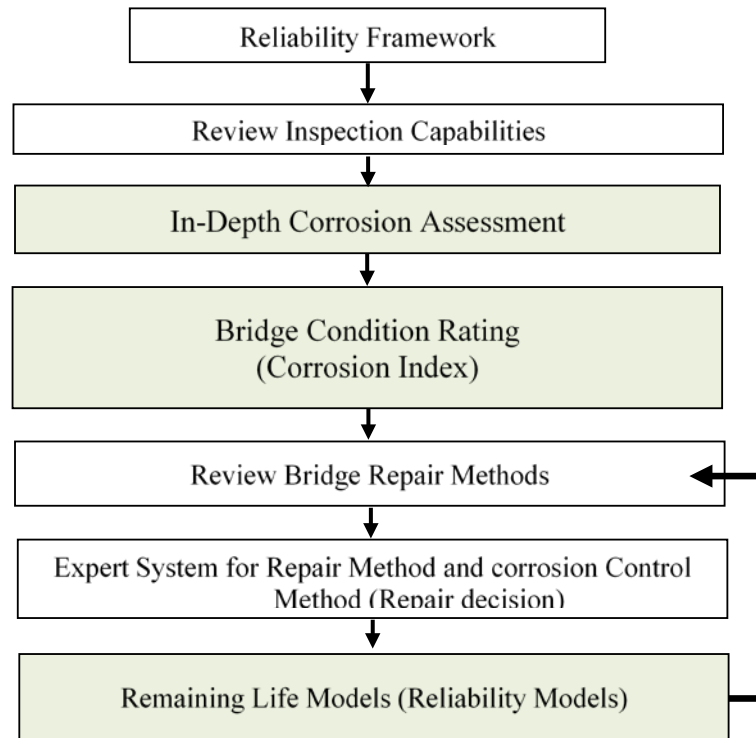 Reliability Framework
Review Inspection Capabilities
In-Depth Corrosion Assessment
Bridge Condition Rating
(Corrosion Index)
Review Bridge Repair Methods
Expert System for Repair Method and corrosion Control
Method (Repair decision)
Remaining Life Models (Reliability Models)